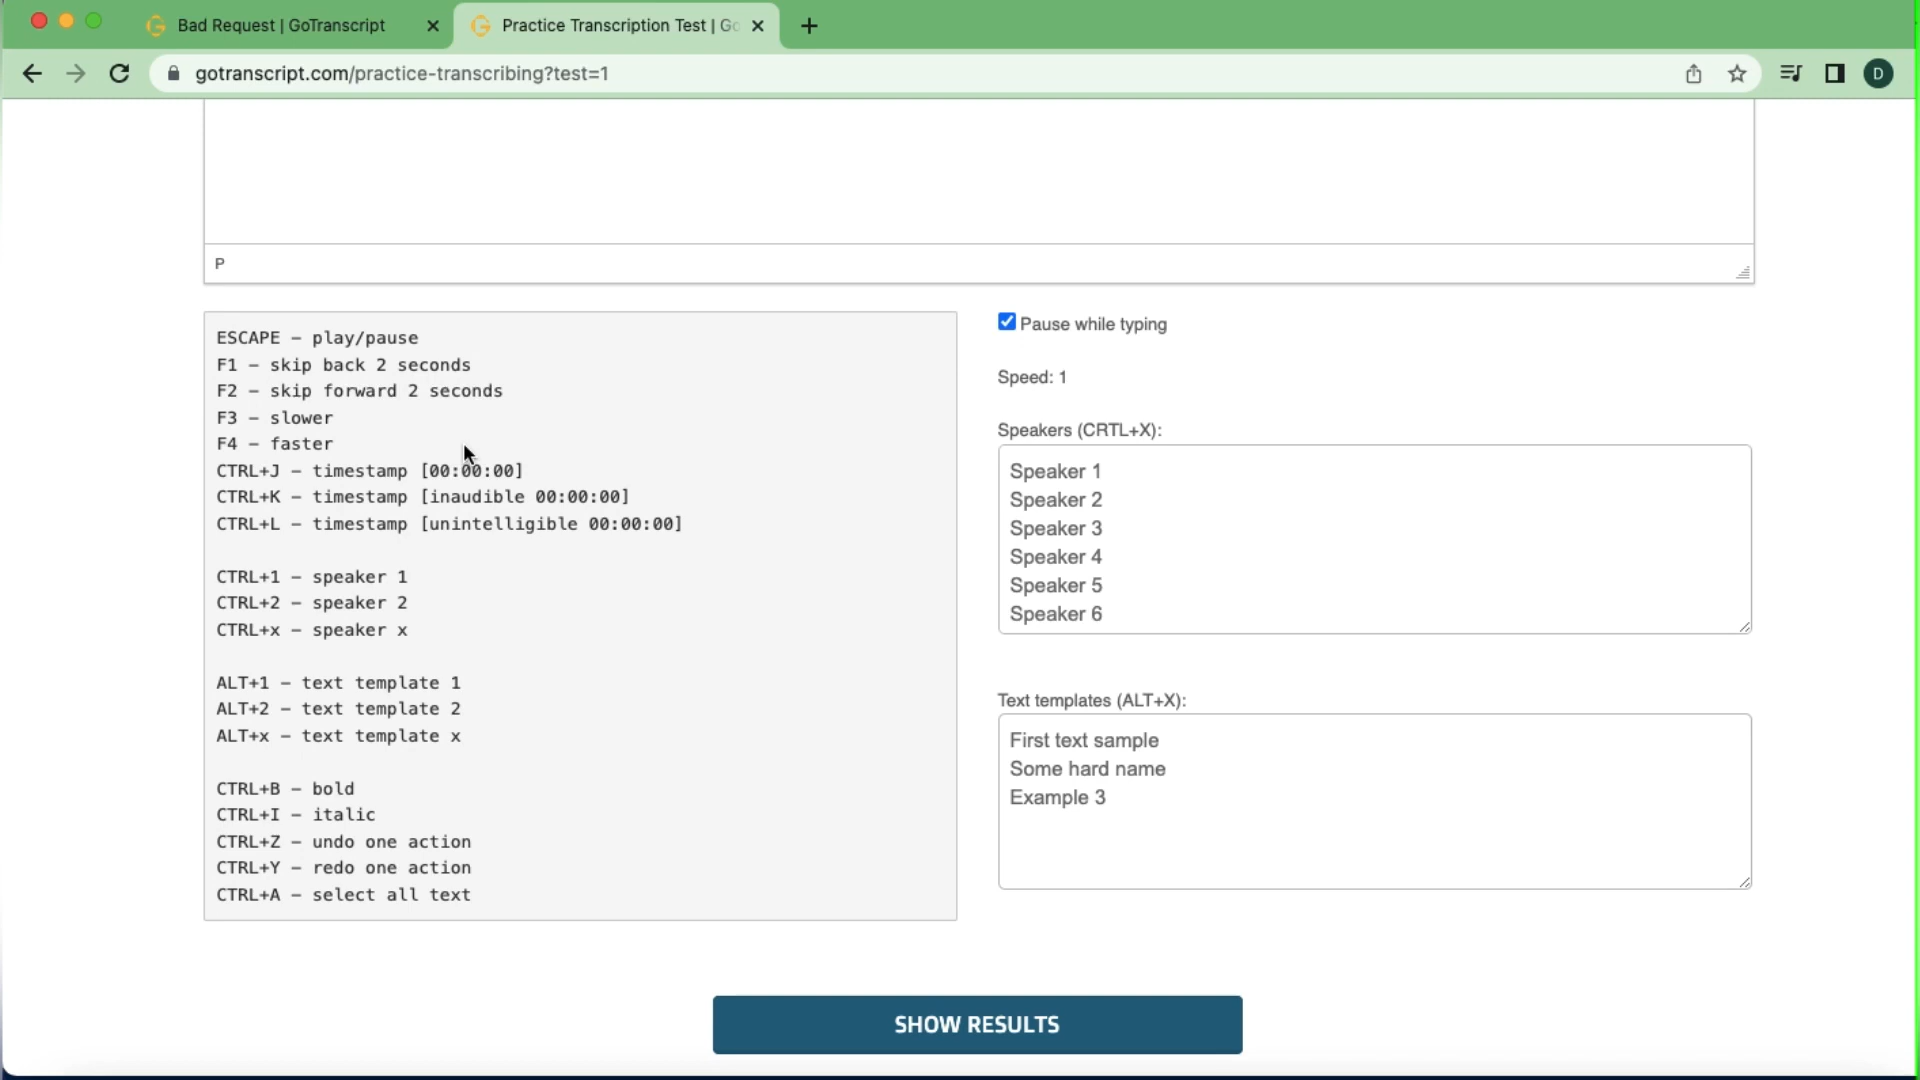 Bad Request | GoTranscript
Practice Transcription Test | Go
gotranscript.com/practice-transcribing?test=1
D
P
ESCAPE – play/pause
F1 – skip back 2 seconds
F2 – skip forward 2 seconds
F3 – slower
F4 – faster
CTRL+J – timestamp [00:00:00]
CTRL+K – timestamp [inaudible 00:00:00]
CTRL+L – timestamp [unintelligible 00:00:00]
CTRL+1 – speaker 1
CTRL+2 – speaker 2
CTRL+x – speaker x
ALT+1 – text template 1
ALT+2 – text template 2
ALT+x – text template x
CTRL+B – bold
CTRL+I – italic
CTRL+Z – undo one action
CTRL+Y – redo one action
CTRL+A – select all text
Pause while typing
Speed: 1
Speakers (CRTL+X):
Speaker 1
Speaker 2
Speaker 3
Speaker 4
Speaker 5
Speaker 6
Text templates (ALT+X):
First text sample
Some hard name
Example 3
SHOW RESULTS